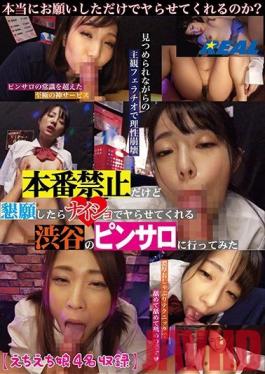 本当にお願いしただけでヤらせてくれるのか?
REAL
見つめられながらの
主観フェラチオで理性崩壊
ピンサロの常識を超えた
至極の神サービス
本番禁止だけど
懇願したらナイショでヤらせてくれる
渋谷のピンサロに行ってみた
【えちえち娘4名収録】